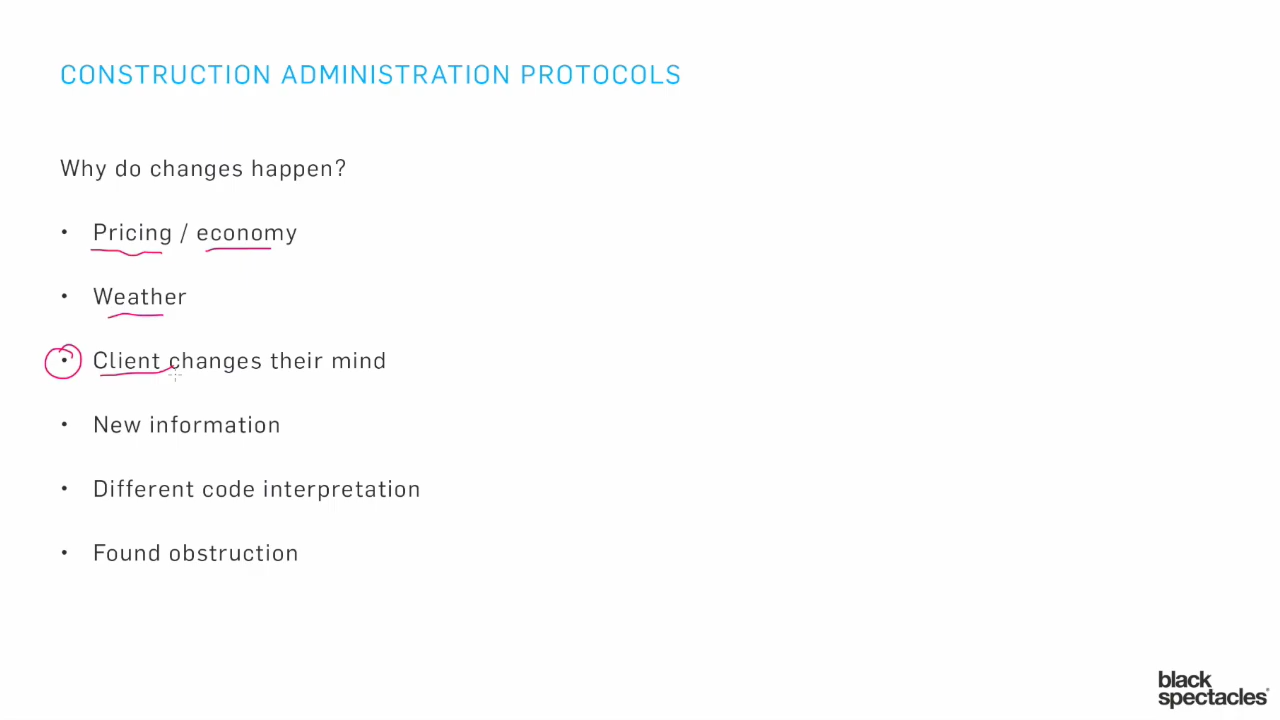 CONSTRUCTION ADMINISTRATION PROTOCOLS
Why do changes happen?
• Pricing / economy
• Weather
• Client changes their mind
• New information
• Different code interpretation
• Found obstruction
black
spectacles